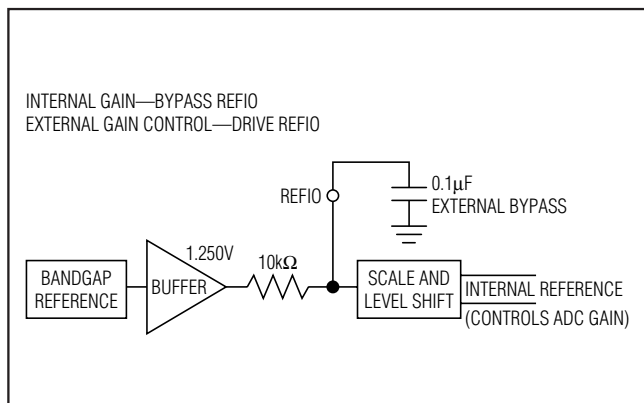 INTERNAL GAIN—BYPASS REFIO
EXTERNAL GAIN CONTROL—DRIVE REFIO
REFIO
0.1μF
EXTERNAL BYPASS
1.250V
10kΩ
BANDGAP
REFERENCE
BUFFER
SCALE AND
LEVEL SHIFT
INTERNAL REFERENCE
(CONTROLS ADC GAIN)